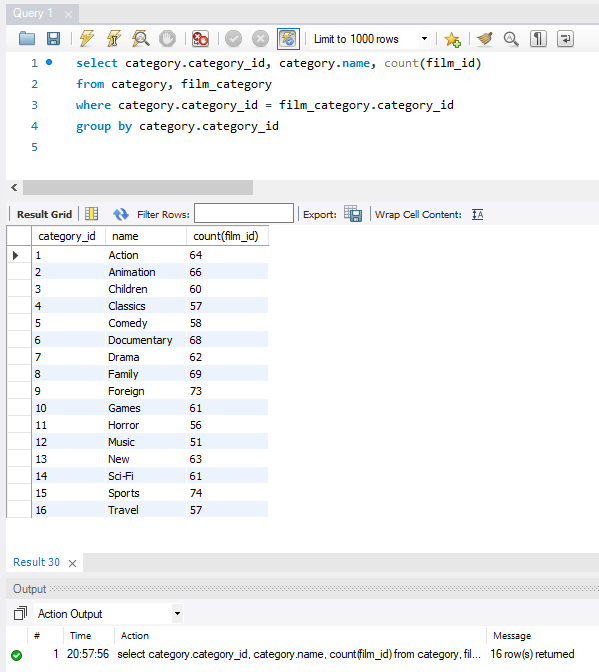 Query 1
Limit to 1000 rows
1 select category.category_id, category.name, count(film_id)
2 from category, film_category
3 where category.category_id = film_category.category_id
4 group by category.category_id
5
Result Grid Filter Rows: Export: Wrap Cell Content:
category_id name count(film_id)
1 Action 64
2 Animation 66
3 Children 60
4 Classics 57
5 Comedy 58
6 Documentary 68
7 Drama 62
8 Family 69
9 Foreign 73
10 Games 61
11 Horror 56
12 Music 51
13 New 63
14 Sci-Fi 61
15 Sports 74
16 Travel 57
Result 30
Output
Action Output
# Time Action Message
1 20:57:56 select category.category_id, category.name, count(film_id) from category, fil... 16 row(s) returned